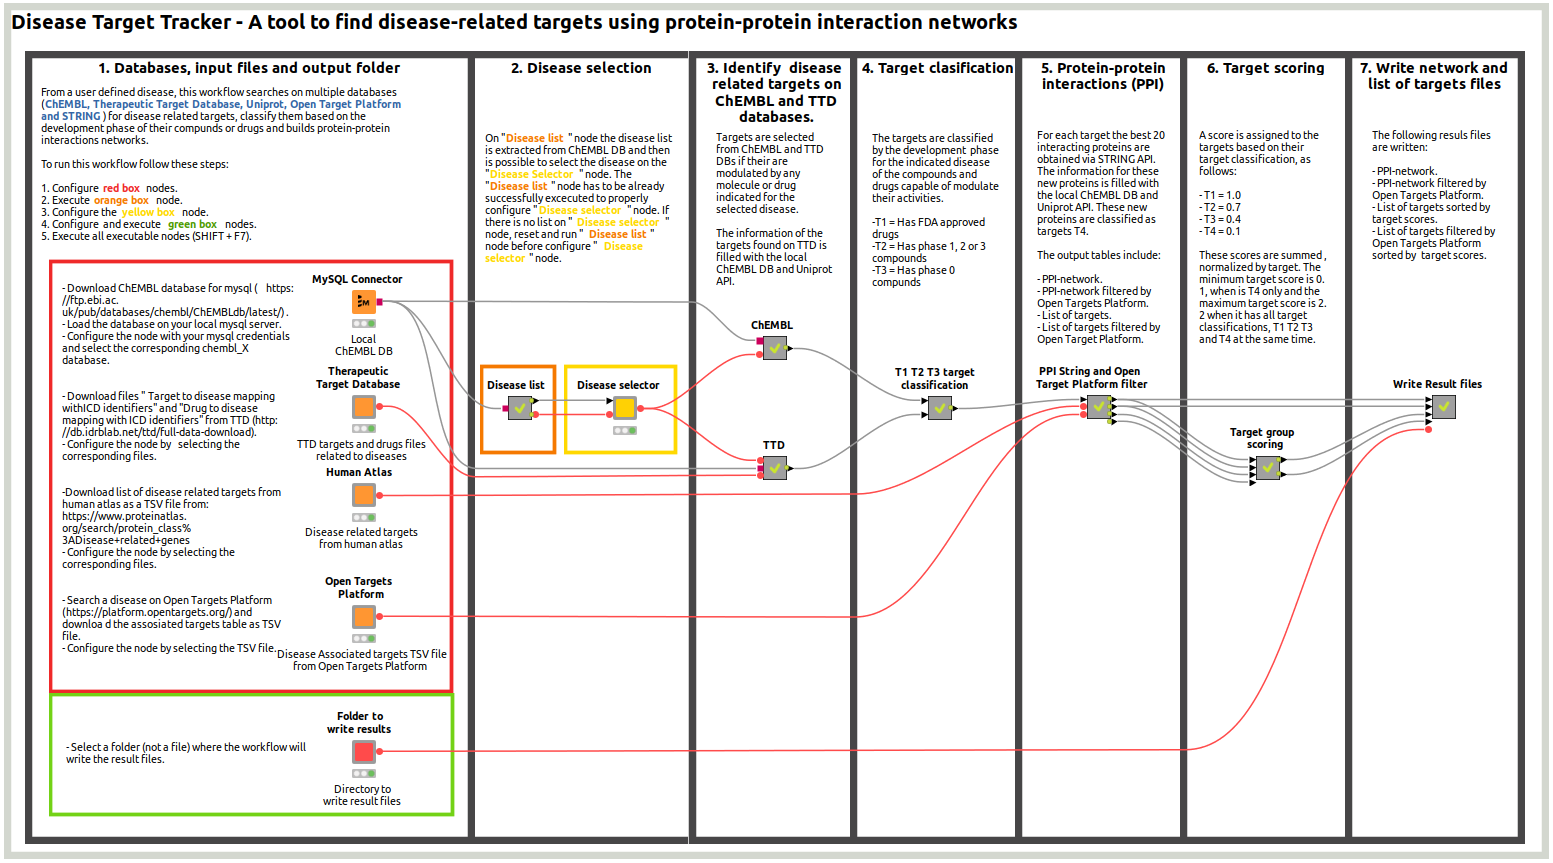 Disease Target Tracker - A tool to find disease-related targets using protein-protein interaction networks
1. Databases, input files and output folder
From a user defined disease, this workflow searches on multiple databases
(ChEMBL, Therapeutic Target Database, Uniprot, Open Target Platform
and STRING ) for disease related targets, classify them based on the
development phase of their compunds or drugs and builds protein-protein
interactions networks.
To run this workflow follow these steps:
1. Configure red box nodes.
2. Execute orange box node.
3. Configure the yellow box node.
4. Configure and execute green box nodes.
5. Execute all executable nodes (SHIFT + F7).
MySQL Connector
- Download ChEMBL database for mysql ( https:
//ftp.ebi.ac.
uk/pub/databases/chembl/ChEMBLdb/latest/) .
- Load the database on your local mysql server.
- Configure the node with your mysql credentials
and select the corresponding chembl_X
database.
Local
ChEMBL DB
Therapeutic
Target Database
- Download files " Target to disease mapping
withICD identifiers" and "Drug to disease
mapping with ICD identifiers" from TTD (http:
//db.idrblab.net/ttd/full-data-download).
- Configure the node by selecting the
corresponding files.
TTD targets and drugs files
related to diseases
Human Atlas
-Download list of disease related targets from
human atlas as a TSV file from:
https://www.proteinatlas.
org/search/protein_class%
3ADisease+related+genes
- Configure the node by selecting the
corresponding files.
Disease related targets
from human atlas
Open Targets
Platform
- Search a disease on Open Targets Platform
(https://platform.opentargets.org/) and
downloa d the assosiated targets table as TSV
file.
- Configure the node by selecting the TSV file.
Disease Associated targets TSV file
from Open Targets Platform
Folder to
write results
- Select a folder (not a file) where the workflow will
write the result files.
Directory to
write result files
2. Disease selection
On "Disease list " node the disease list
is extracted from ChEMBL DB and then
is possible to select the disease on the
"Disease Selector " node. The
"Disease list " node has to be already
successfully excecuted to properly
configure " Disease selector " node. If
there is no list on " Disease selector "
node, reset and run " Disease list "
node before configure " Disease
selector " node.
Disease list
Disease selector
3. Identify disease
related targets on
ChEMBL and TTD
databases.
Targets are selected
from ChEMBL and TTD
DBs if their are
modulated by any
molecule or drug
indicated for the
selected disease.
The information of the
targets found on TTD is
filled with the local
ChEMBL DB and Uniprot
API.
ChEMBL
TTD
4. Target clasification
The targets are classified
by the development phase
for the indicated disease
of the compounds and
drugs capable of modulate
their activities.
-T1 = Has FDA approved
drugs
-T2 = Has phase 1, 2 or 3
compounds
-T3 = Has phase 0
compunds
T1 T2 T3 target
classification
5. Protein-protein
interactions (PPI)
For each target the best 20
interacting proteins are
obtained via STRING API.
The information for these
new proteins is filled with
the local ChEMBL DB and
Uniprot API. These new
proteins are classified as
targets T4.
The output tables include:
- PPI-network.
- PPI-network filtered by
Open Targets Platform.
- List of targets.
- List of targets filtered by
Open Targets Platform.
PPI String and Open
Target Platform filter
6. Target scoring
A score is assigned to the
targets based on their
target classification, as
follows:
- T1 = 1.0
- T2 = 0.7
- T3 = 0.4
- T4 = 0.1
These scores are summed ,
normalized by target. The
minimum target score is 0.
1, when is T4 only and the
maximum target score is 2.
2 when it has all target
classifications, T1 T2 T3
and T4 at the same time.
Target group
scoring
7. Write network and
list of targets files
The following resuls files
are written:
- PPI-network.
- PPI-network filtered by
Open Targets Platform.
- List of targets sorted by
target scores.
- List of targets filtered by
Open Targets Platform
sorted by target scores.
Write Result files